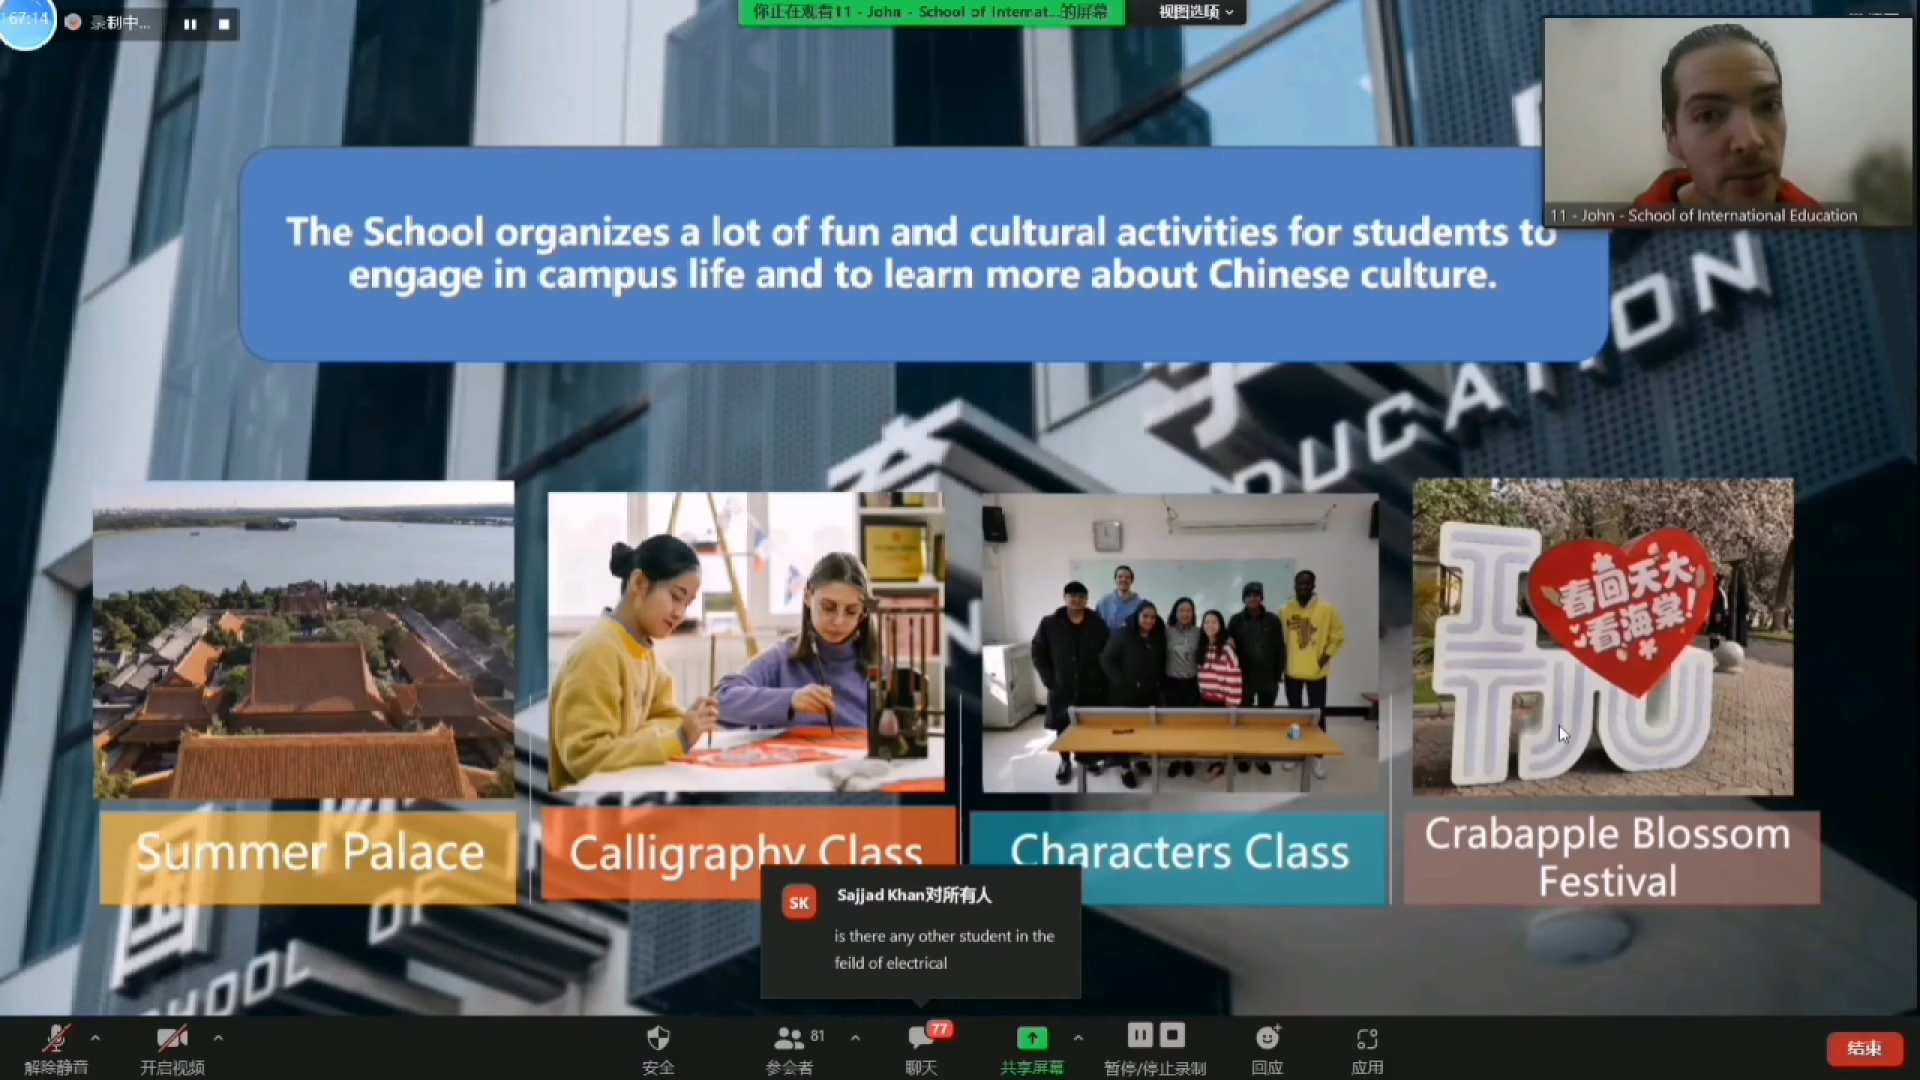 67:14
录制中...
你正在观看11 - John - School of Internat...的屏幕
视图选项
11 - John - School of International Education
The School organizes a lot of fun and cultural activities for students to
engage in campus life and to learn more about Chinese culture.
EDUCATION
春回天大
看海棠!
I
TJU
Summer Palace
Calligraphy Class
Characters Class
Crabapple Blossom
Festival
国
OF
SCHOOL
SK
Sajjad Khan对所有人
is there any other student in the
feild of electrical
解除静音
开启视频
安全
81
参会者
77
聊天
共享屏幕
暂停/停止录制
回应
应用
结束